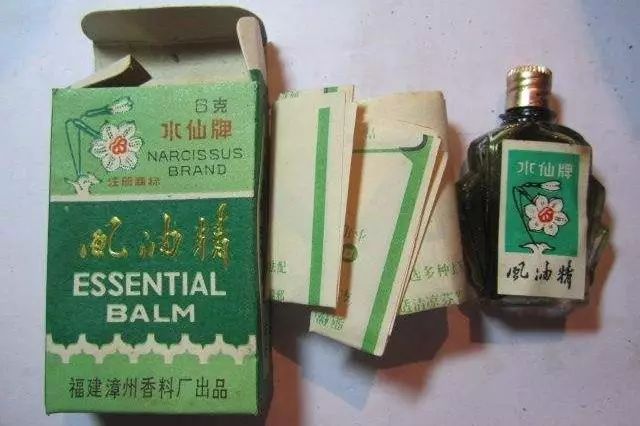 6克
水仙牌
NARCISSUS
BRAND
注册商标
风油精
ESSENTIAL
BALM
福建漳州香料厂出品
水仙牌
风油精